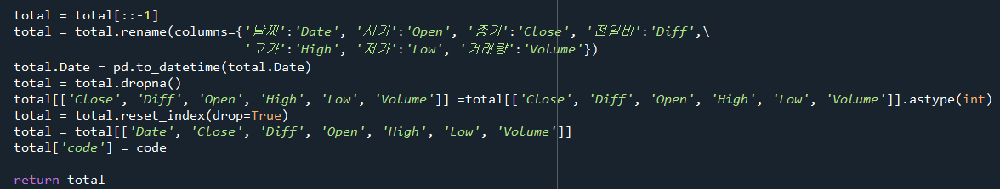 total = total[::-1]
total = total.rename(columns={'날짜':'Date', '시가':'Open', '종가':'Close', '전일비':'Diff',\
'고가':'High', '저가':'Low', '거래량':'Volume'})
total.Date = pd.to_datetime(total.Date)
total = total.dropna()
total[['Close', 'Diff', 'Open', 'High', 'Low', 'Volume']] =total[['Close', 'Diff', 'Open', 'High', 'Low', 'Volume']].astype(int)
total = total.reset_index(drop=True)
total = total[['Date', 'Close', 'Diff', 'Open', 'High', 'Low', 'Volume']]
total['code'] = code
return total